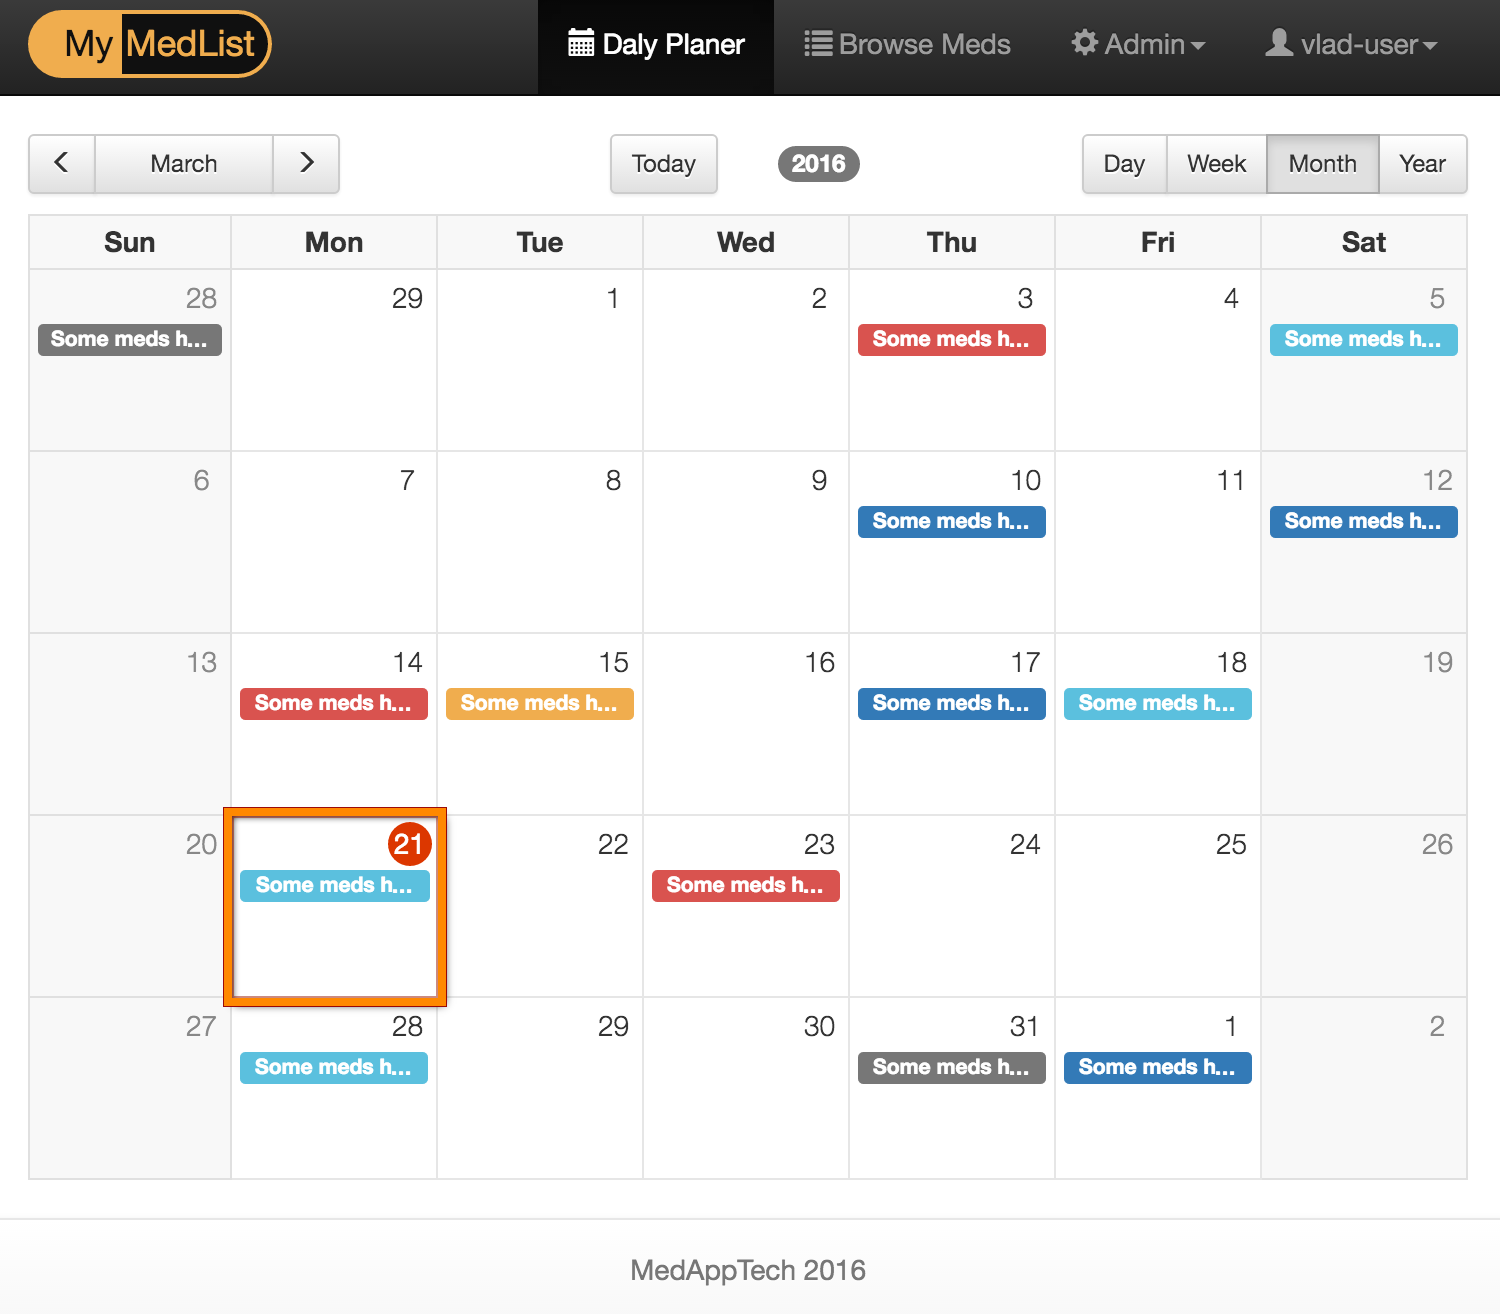 My MedList Daly Planer Browse Meds Admin vlad-user
March Today 2016 Day Week Month Year
Sun Mon Tue Wed Thu Fri Sat
28 29 1 2 3 4 5
Some meds h... Some meds h... Some meds h...
6 7 8 9 10 11 12
Some meds h... Some meds h...
13 14 15 16 17 18 19
Some meds h... Some meds h... Some meds h... Some meds h...
20 21 22 23 24 25 26
Some meds h... Some meds h...
27 28 29 30 31 1 2
Some meds h... Some meds h... Some meds h...
MedAppTech 2016